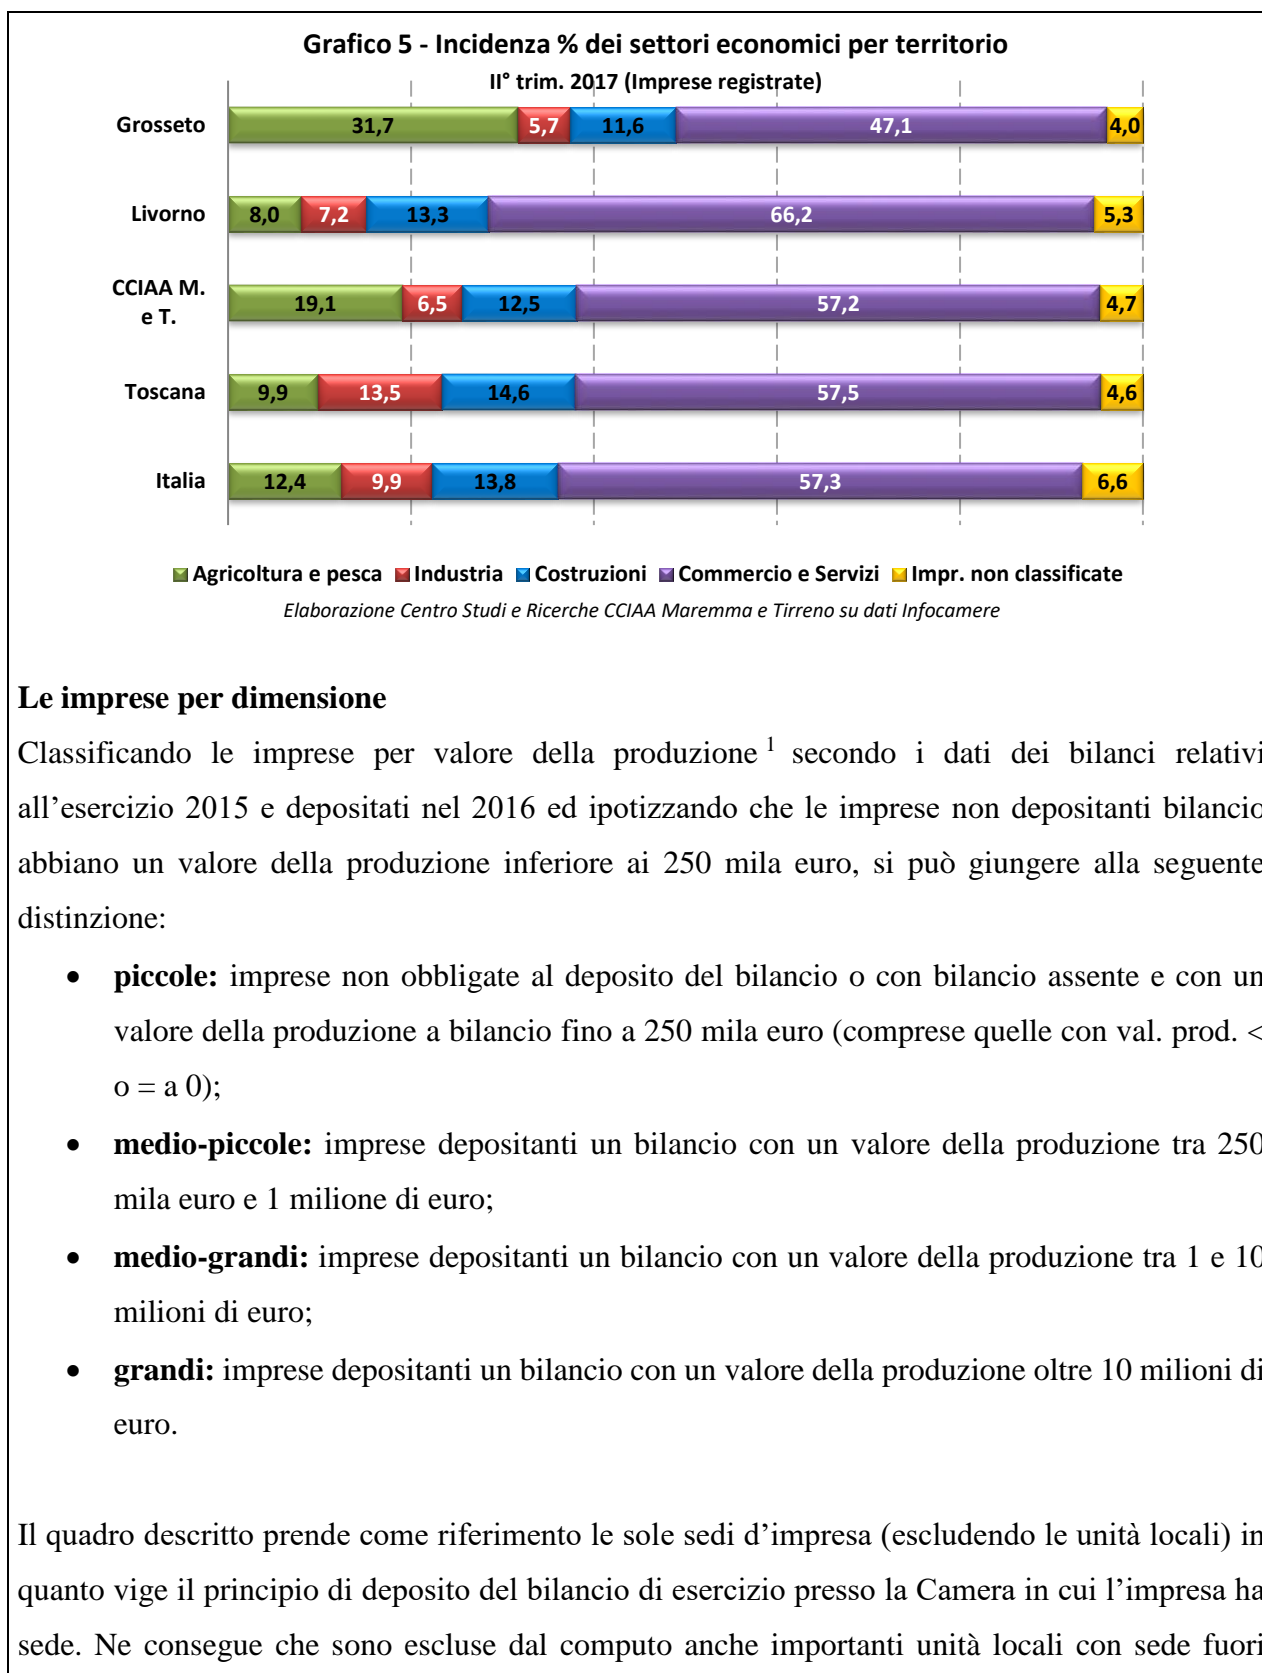 Grafico 5 - Incidenza % dei settori economici per territorio
II° trim. 2017 (Imprese registrate)
Grosseto 31,7 5,7 11,6 47,1 4,0
Livorno 8,0 7,2 13,3 66,2 5,3
CCIAA M.
e T. 19,1 6,5 12,5 57,2 4,7
Toscana 9,9 13,5 14,6 57,5 4,6
Italia 12,4 9,9 13,8 57,3 6,6
Agricoltura e pesca Industria Costruzioni Commercio e Servizi Impr. non classificate
Elaborazione Centro Studi e Ricerche CCIAA Maremma e Tirreno su dati Infocamere
Le imprese per dimensione
Classificando le imprese per valore della produzione 1 secondo i dati dei bilanci relativi
all’esercizio 2015 e depositati nel 2016 ed ipotizzando che le imprese non depositanti bilancio
abbiano un valore della produzione inferiore ai 250 mila euro, si può giungere alla seguente
distinzione:
• piccole: imprese non obbligate al deposito del bilancio o con bilancio assente e con un
valore della produzione a bilancio fino a 250 mila euro (comprese quelle con val. prod. <
o = a 0);
• medio-piccole: imprese depositanti un bilancio con un valore della produzione tra 250
mila euro e 1 milione di euro;
• medio-grandi: imprese depositanti un bilancio con un valore della produzione tra 1 e 10
milioni di euro;
• grandi: imprese depositanti un bilancio con un valore della produzione oltre 10 milioni di
euro.
Il quadro descritto prende come riferimento le sole sedi d’impresa (escludendo le unità locali) in
quanto vige il principio di deposito del bilancio di esercizio presso la Camera in cui l’impresa ha
sede. Ne consegue che sono escluse dal computo anche importanti unità locali con sede fuori